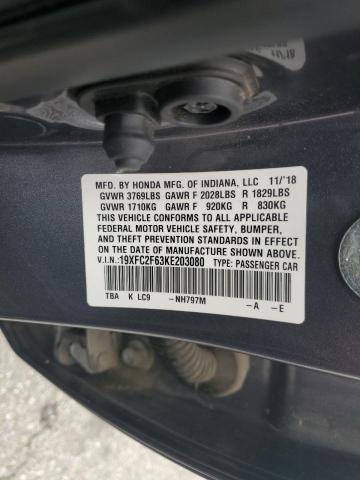 MFD. BY HONDA MFG. OF INDIANA, LLC 11/'18
GVWR 3769LBS GAWR F 2028LBS R 1829LBS
GVWR 1710KG GAWR F 920KG R 830KG
THIS VEHICLE CONFORMS TO ALL APPLICABLE
FEDERAL MOTOR VEHICLE SAFETY, BUMPER,
AND THEFT PREVENTION STANDARDS IN EFFECT
ON THE DATE OF MANUFACTURE SHOWN ABOVE.
V.I.N.:19XFC2F63KE203080 TYPE: PASSENGER CAR
TBA K LC9 -NH797M -A -E